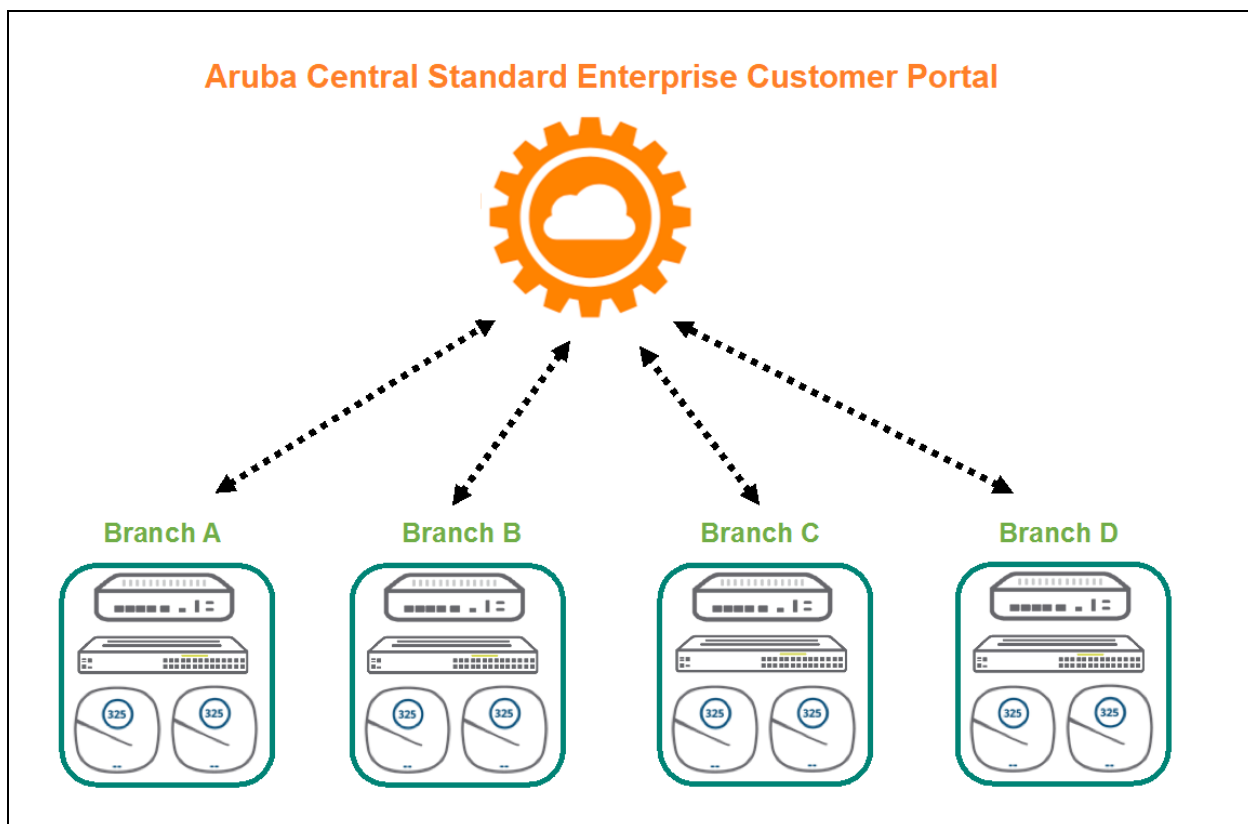 Aruba Central Standard Enterprise Customer Portal
Branch A
Branch B
Branch C
Branch D
325 325
325 325
325 325
325 325